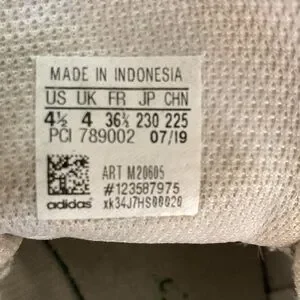 MADE IN INDONESIA
US UK FR JP CHN
4½ 4 36⅔ 230 225
PCI 789002 07/19
ART M20605
#123587975
adidas xk34J7HS00020